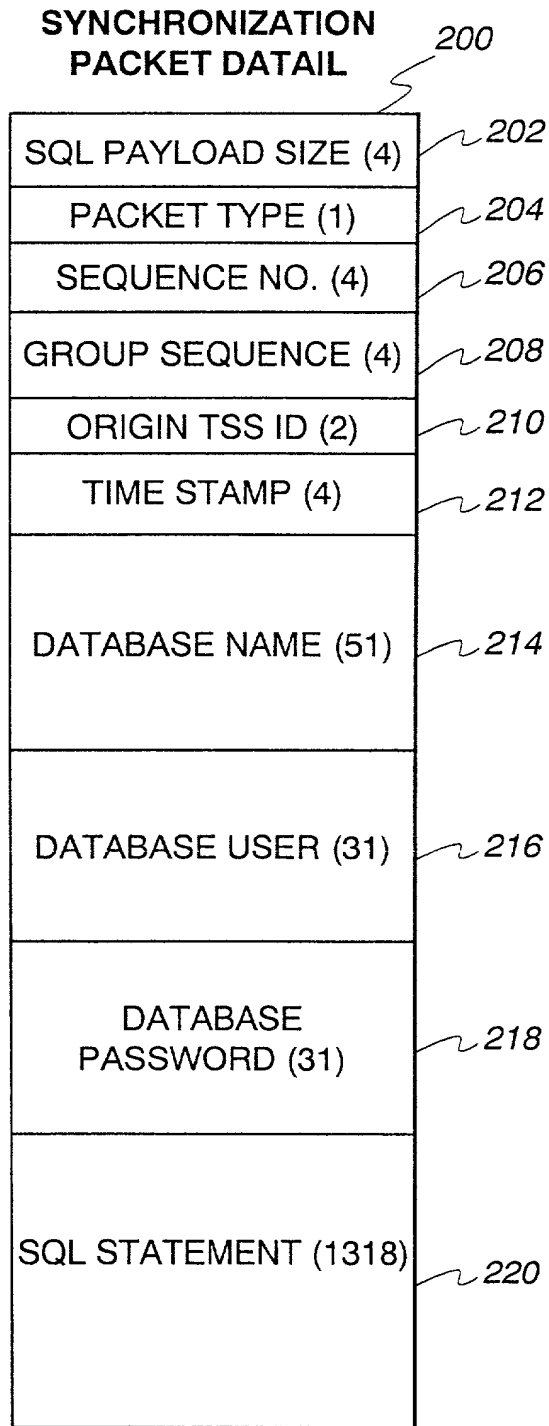 SYNCHRONIZATION
PACKET DATAIL
200
SQL PAYLOAD SIZE (4)
202
PACKET TYPE (1)
204
SEQUENCE NO. (4)
206
GROUP SEQUENCE (4)
208
ORIGIN TSS ID (2)
210
TIME STAMP (4)
212
DATABASE NAME (51)
214
DATABASE USER (31)
216
DATABASE
PASSWORD (31)
218
SQL STATEMENT (1318)
220